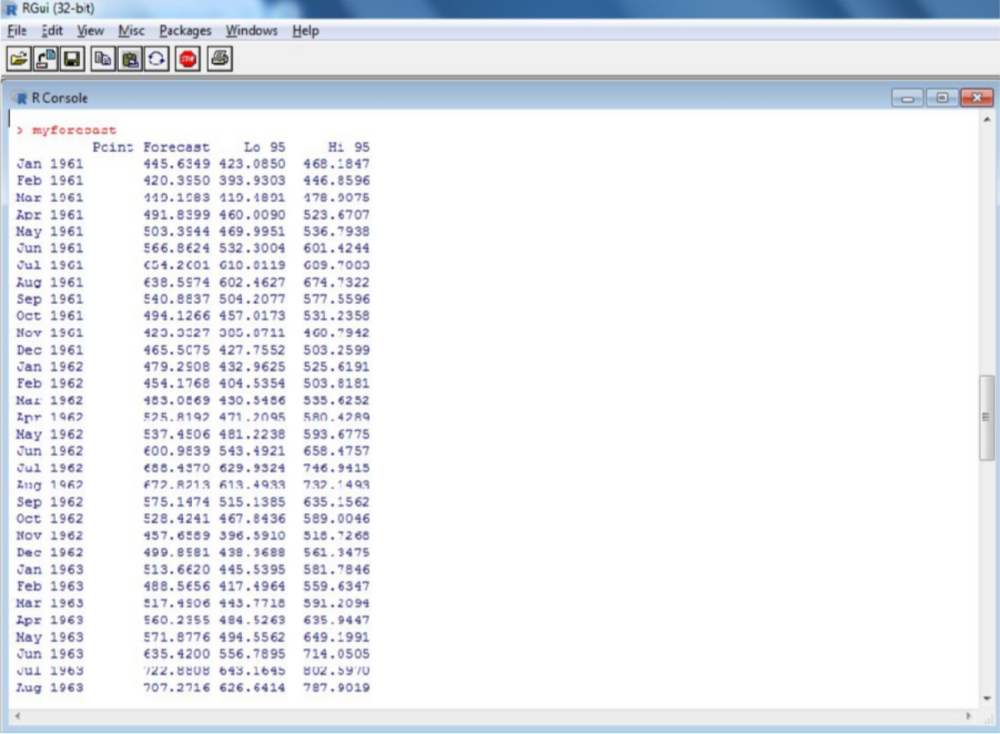 RGui (32-bit)
File Edit View Misc Packages Windows Help
STOP
R Console
> myforecast
Point Forecast Lo 95 Hi 95
Jan 1961 445.6349 423.0850 468.1847
Feb 1961 420.3950 393.9303 446.8596
Mar 1961 449.1983 419.4891 478.9075
Apr 1961 491.8399 460.0090 523.6707
May 1961 503.3944 469.9951 536.7938
Jun 1961 566.8624 532.3004 601.4244
Jul 1961 654.2601 618.8119 689.7083
Aug 1961 638.5974 602.4627 674.7322
Sep 1961 540.8837 504.2077 577.5596
Oct 1961 494.1266 457.0173 531.2358
Nov 1961 423.3327 385.8711 460.7942
Dec 1961 465.5075 427.7552 503.2599
Jan 1962 479.2908 432.9625 525.6191
Feb 1962 454.1768 404.5354 503.8181
Mar 1962 483.0869 430.5486 535.6252
Apr 1962 525.8192 471.2095 580.4289
May 1962 537.4506 481.2238 593.6775
Jun 1962 600.9839 543.4921 658.4757
Jul 1962 688.4370 629.9324 746.9415
Aug 1962 672.8213 613.4933 732.1493
Sep 1962 575.1474 515.1385 635.1562
Oct 1962 528.4241 467.8436 589.0046
Nov 1962 457.6589 396.5910 518.7268
Dec 1962 499.8581 438.3688 561.3475
Jan 1963 513.6620 445.5395 581.7846
Feb 1963 488.5656 417.4964 559.6347
Mar 1963 517.4906 443.7718 591.2094
Apr 1963 560.2355 484.5263 635.9447
May 1963 571.8776 494.5562 649.1991
Jun 1963 635.4200 556.7895 714.0505
Jul 1963 722.8808 643.1645 802.5970
Aug 1963 707.2716 626.6414 787.9019